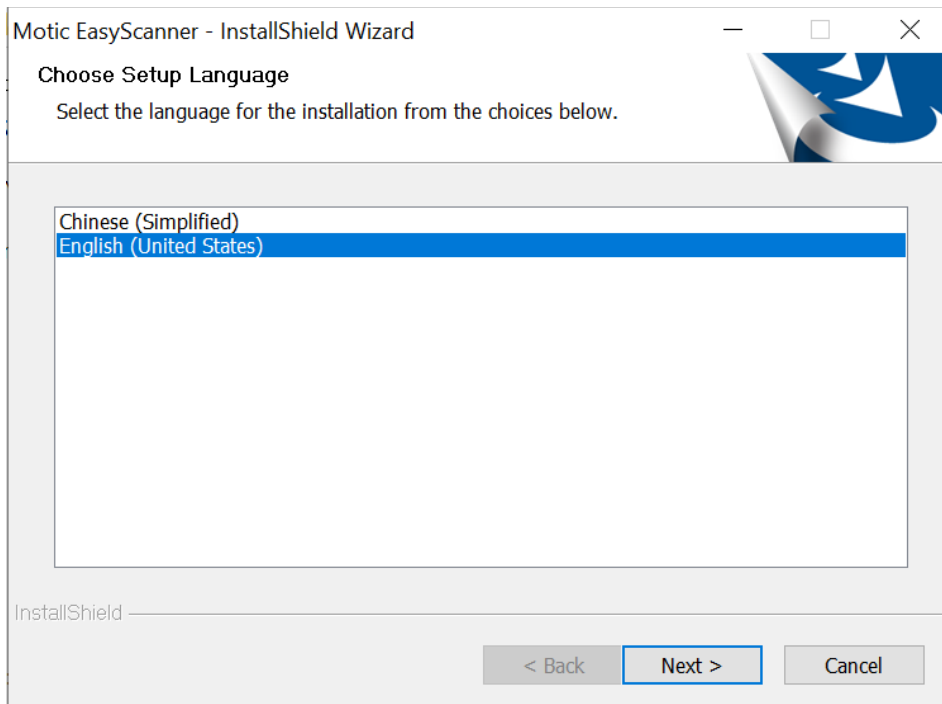 Motic EasyScanner - InstallShield Wizard
Choose Setup Language
Select the language for the installation from the choices below.
Chinese (Simplified)
English (United States)
InstallShield
< Back
Next >
Cancel